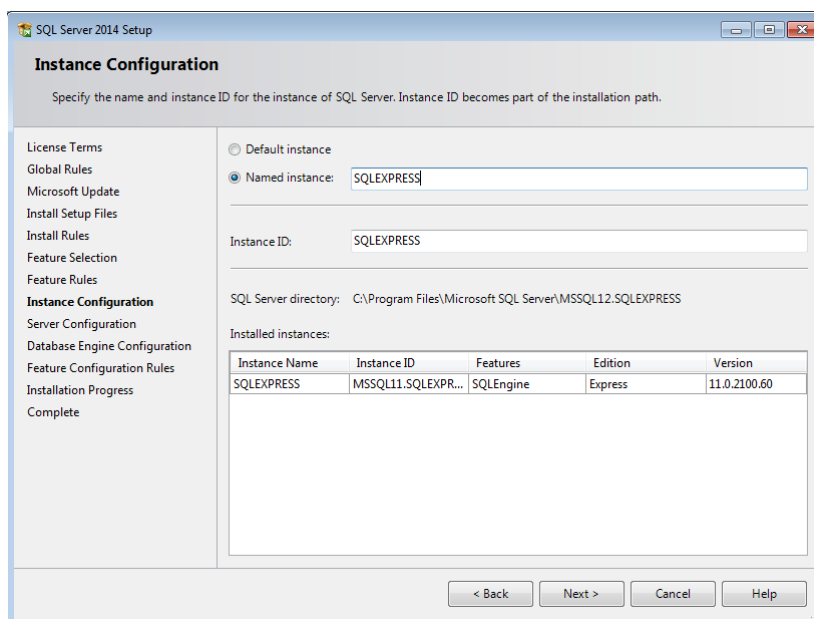 SQL Server 2014 Setup
Instance Configuration
Specify the name and instance ID for the instance of SQL Server. Instance ID becomes part of the installation path.
License Terms
Global Rules
Microsoft Update
Install Setup Files
Install Rules
Feature Selection
Feature Rules
Instance Configuration
Server Configuration
Database Engine Configuration
Feature Configuration Rules
Installation Progress
Complete
Default instance
Named instance: SQLEXPRESS
Instance ID: SQLEXPRESS
SQL Server directory: C:\Program Files\Microsoft SQL Server\MSSQL12.SQLEXPRESS
Installed instances:
Instance Name Instance ID Features Edition Version
SQLEXPRESS MSSQL11.SQLEXPR... SQLEngine Express 11.0.2100.60
< Back Next > Cancel Help